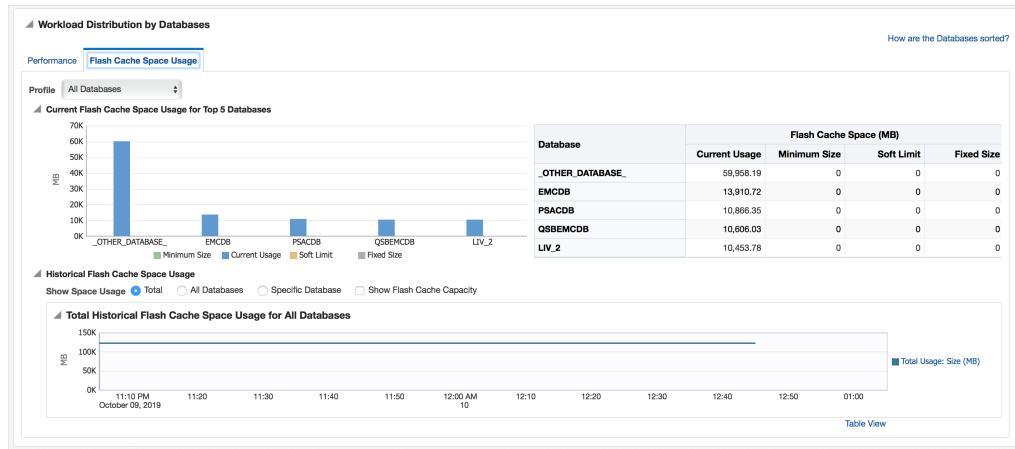 Workload Distribution by Databases
How are the Databases sorted?
Performance Flash Cache Space Usage
Profile All Databases
Current Flash Cache Space Usage for Top 5 Databases
70K
60K
50K
40K
30K
20K
10K
0K
MB
_OTHER_DATABASE_ EMCDB PSACDB QSBEMCDB LIV_2
Minimum Size Current Usage Soft Limit Fixed Size
Database Flash Cache Space (MB)
Current Usage Minimum Size Soft Limit Fixed Size
_OTHER_DATABASE_ 59,958.19 0 0 0
EMCDB 13,910.72 0 0 0
PSACDB 10,866.35 0 0 0
QSBEMCDB 10,606.03 0 0 0
LIV_2 10,453.78 0 0 0
Historical Flash Cache Space Usage
Show Space Usage Total All Databases Specific Database Show Flash Cache Capacity
Total Historical Flash Cache Space Usage for All Databases
150K
100K
50K
0K
MB
11:10 PM 11:20 11:30 11:40 11:50 12:00 AM 12:10 12:20 12:30 12:40 12:50 01:00
October 09, 2019 10
Total Usage: Size (MB)
Table View